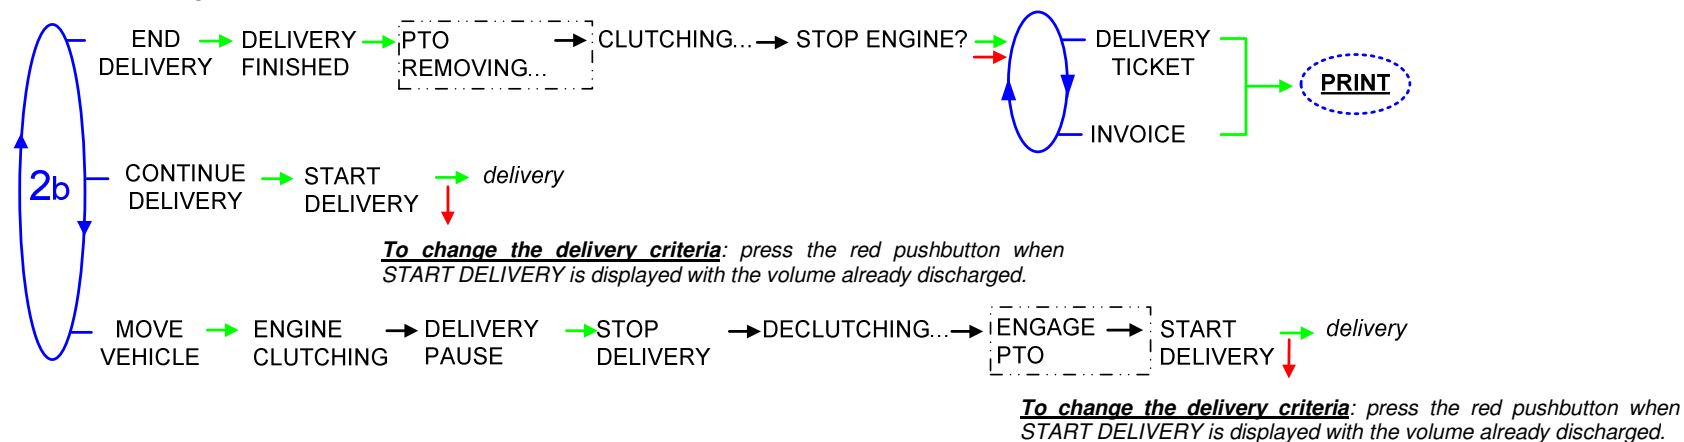 END DELIVERY FINISHED PTO CLUTCHING... STOP ENGINE? DELIVERY
DELIVERY FINISHED REMOVING... TICKET
PRINT
INVOICE
2b
CONTINUE START delivery
DELIVERY DELIVERY
To change the delivery criteria: press the red pushbutton when
START DELIVERY is displayed with the volume already discharged.
MOVE ENGINE DELIVERY STOP DECLUTCHING... ENGAGE START delivery
VEHICLE CLUTCHING PAUSE DELIVERY PTO DELIVERY
To change the delivery criteria: press the red pushbutton when
START DELIVERY is displayed with the volume already discharged.